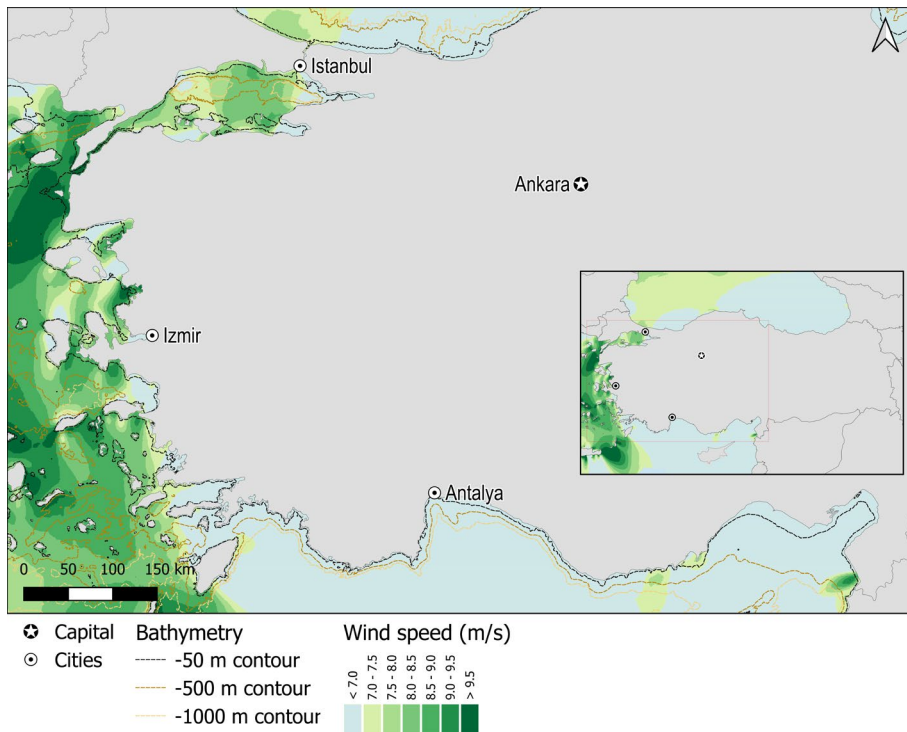 Istanbul
Ankara
Izmir
Antalya
0 50 100 150 km
Capital
Cities
Bathymetry
-50 m contour
-500 m contour
-1000 m contour
Wind speed (m/s)
< 7.0
7.0 - 7.5
7.5 - 8.0
8.0 - 8.5
8.5 - 9.0
9.0 - 9.5
> 9.5